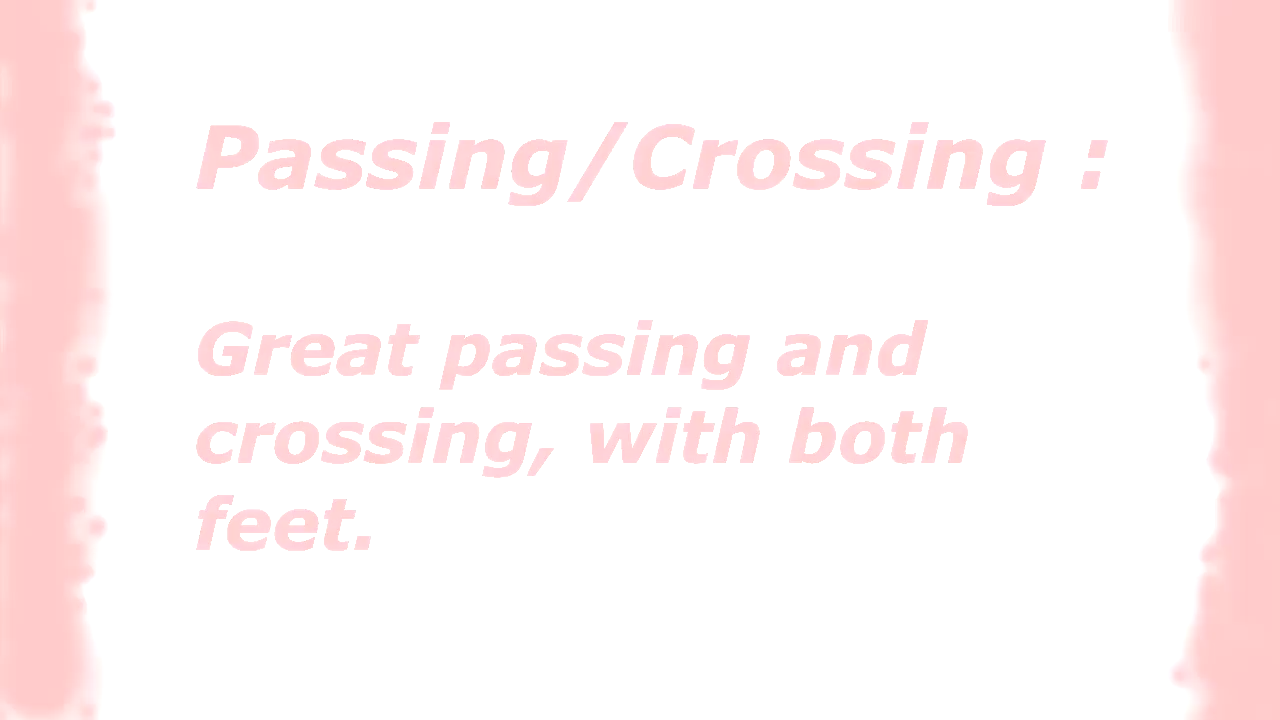 Passing/Crossing :
Great passing and
crossing, with both
feet.